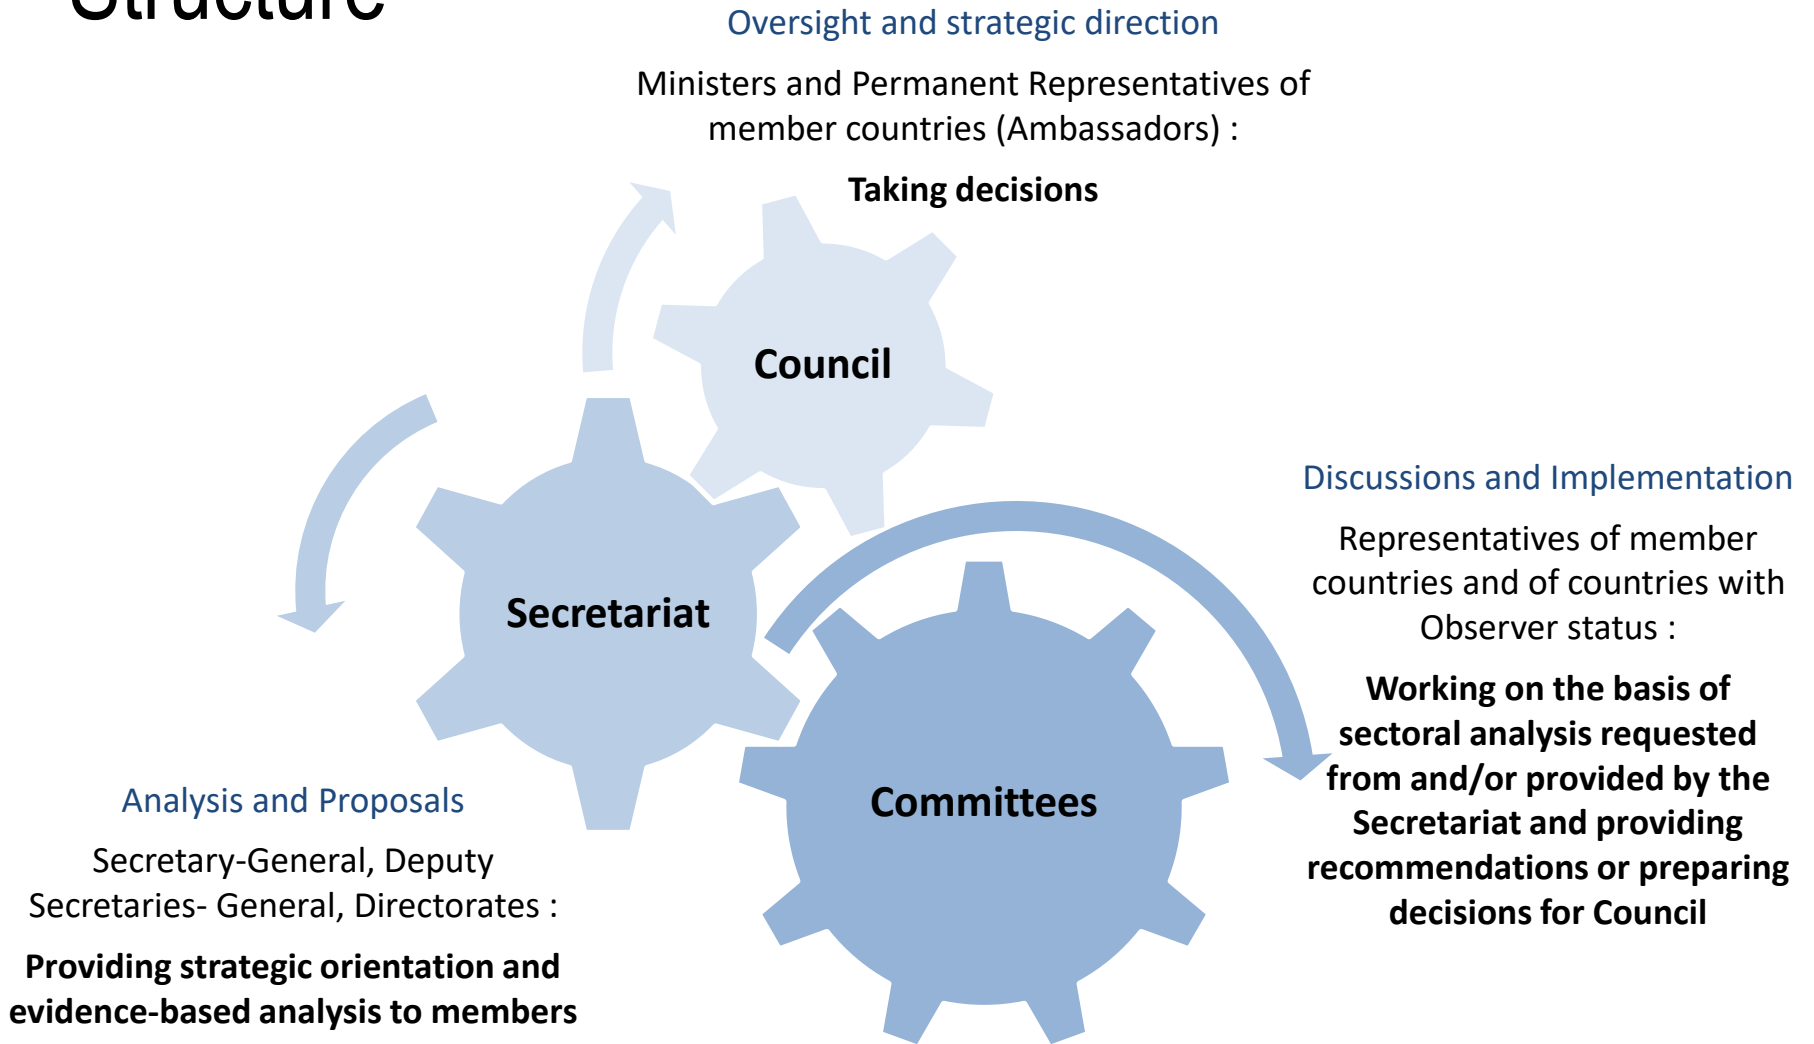 Structure
Oversight and strategic direction
Ministers and Permanent Representatives of
member countries (Ambassadors) :
Taking decisions
Council
Secretariat
Committees
Discussions and Implementation
Representatives of member
countries and of countries with
Observer status :
Working on the basis of
sectoral analysis requested
from and/or provided by the
Secretariat and providing
recommendations or preparing
decisions for Council
Analysis and Proposals
Secretary-General, Deputy
Secretaries- General, Directorates :
Providing strategic orientation and
evidence-based analysis to members